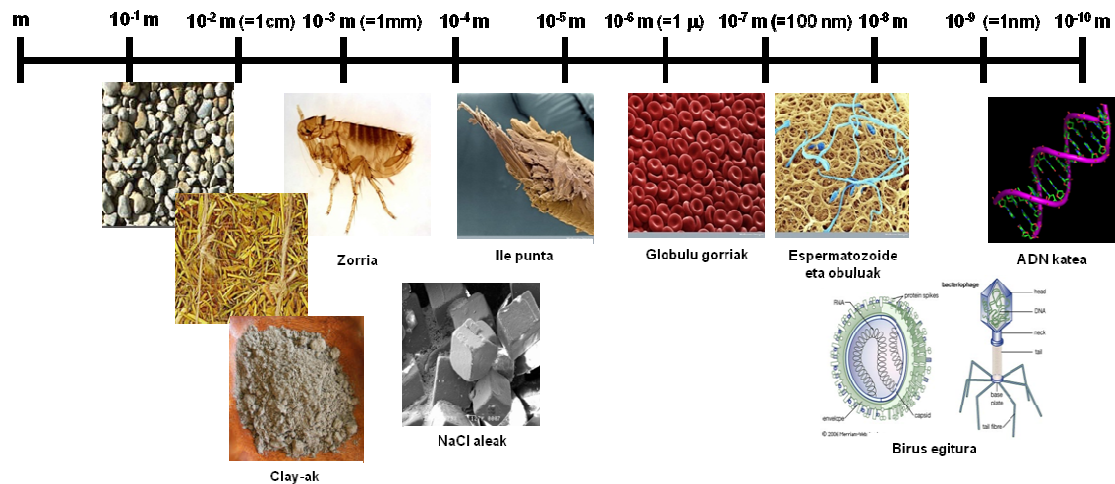 m 10⁻¹ m 10⁻² m (=1cm) 10⁻³ m (=1mm) 10⁻⁴ m 10⁻⁵ m 10⁻⁶ m (=1 μ) 10⁻⁷ m (=100 nm) 10⁻⁸ m 10⁻⁹ (=1nm) 10⁻¹⁰ m
Zorria
Ile punta
Globulu gorriak
Espermatozoide
eta obuluak
ADN katea
NaCl aleak
Clay-ak
RNA
protein spikes
envelope
capsid
bacteriophage
head
DNA
neck
tail
base
plate
tail fibre
Birus egitura